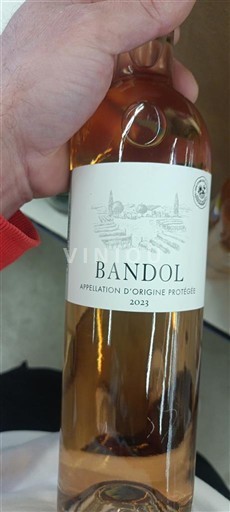 BANDOL
APPELLATION D'ORIGINE PROTÉGÉE
2023